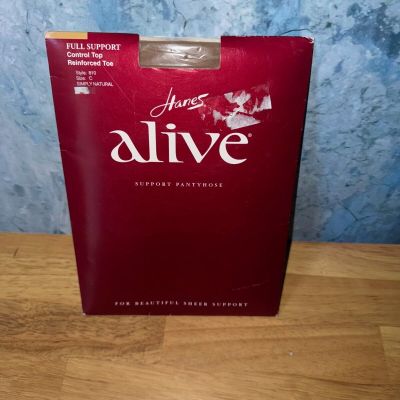 FULL SUPPORT
Control Top
Reinforced Toe
Style: 810
Size: C
SIMPLY NATURAL
Hanes
alive®
SUPPORT PANTYHOSE
FOR BEAUTIFUL SHEER SUPPORT